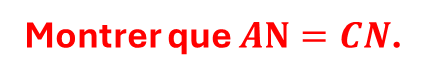 Montrer que AN = CN.